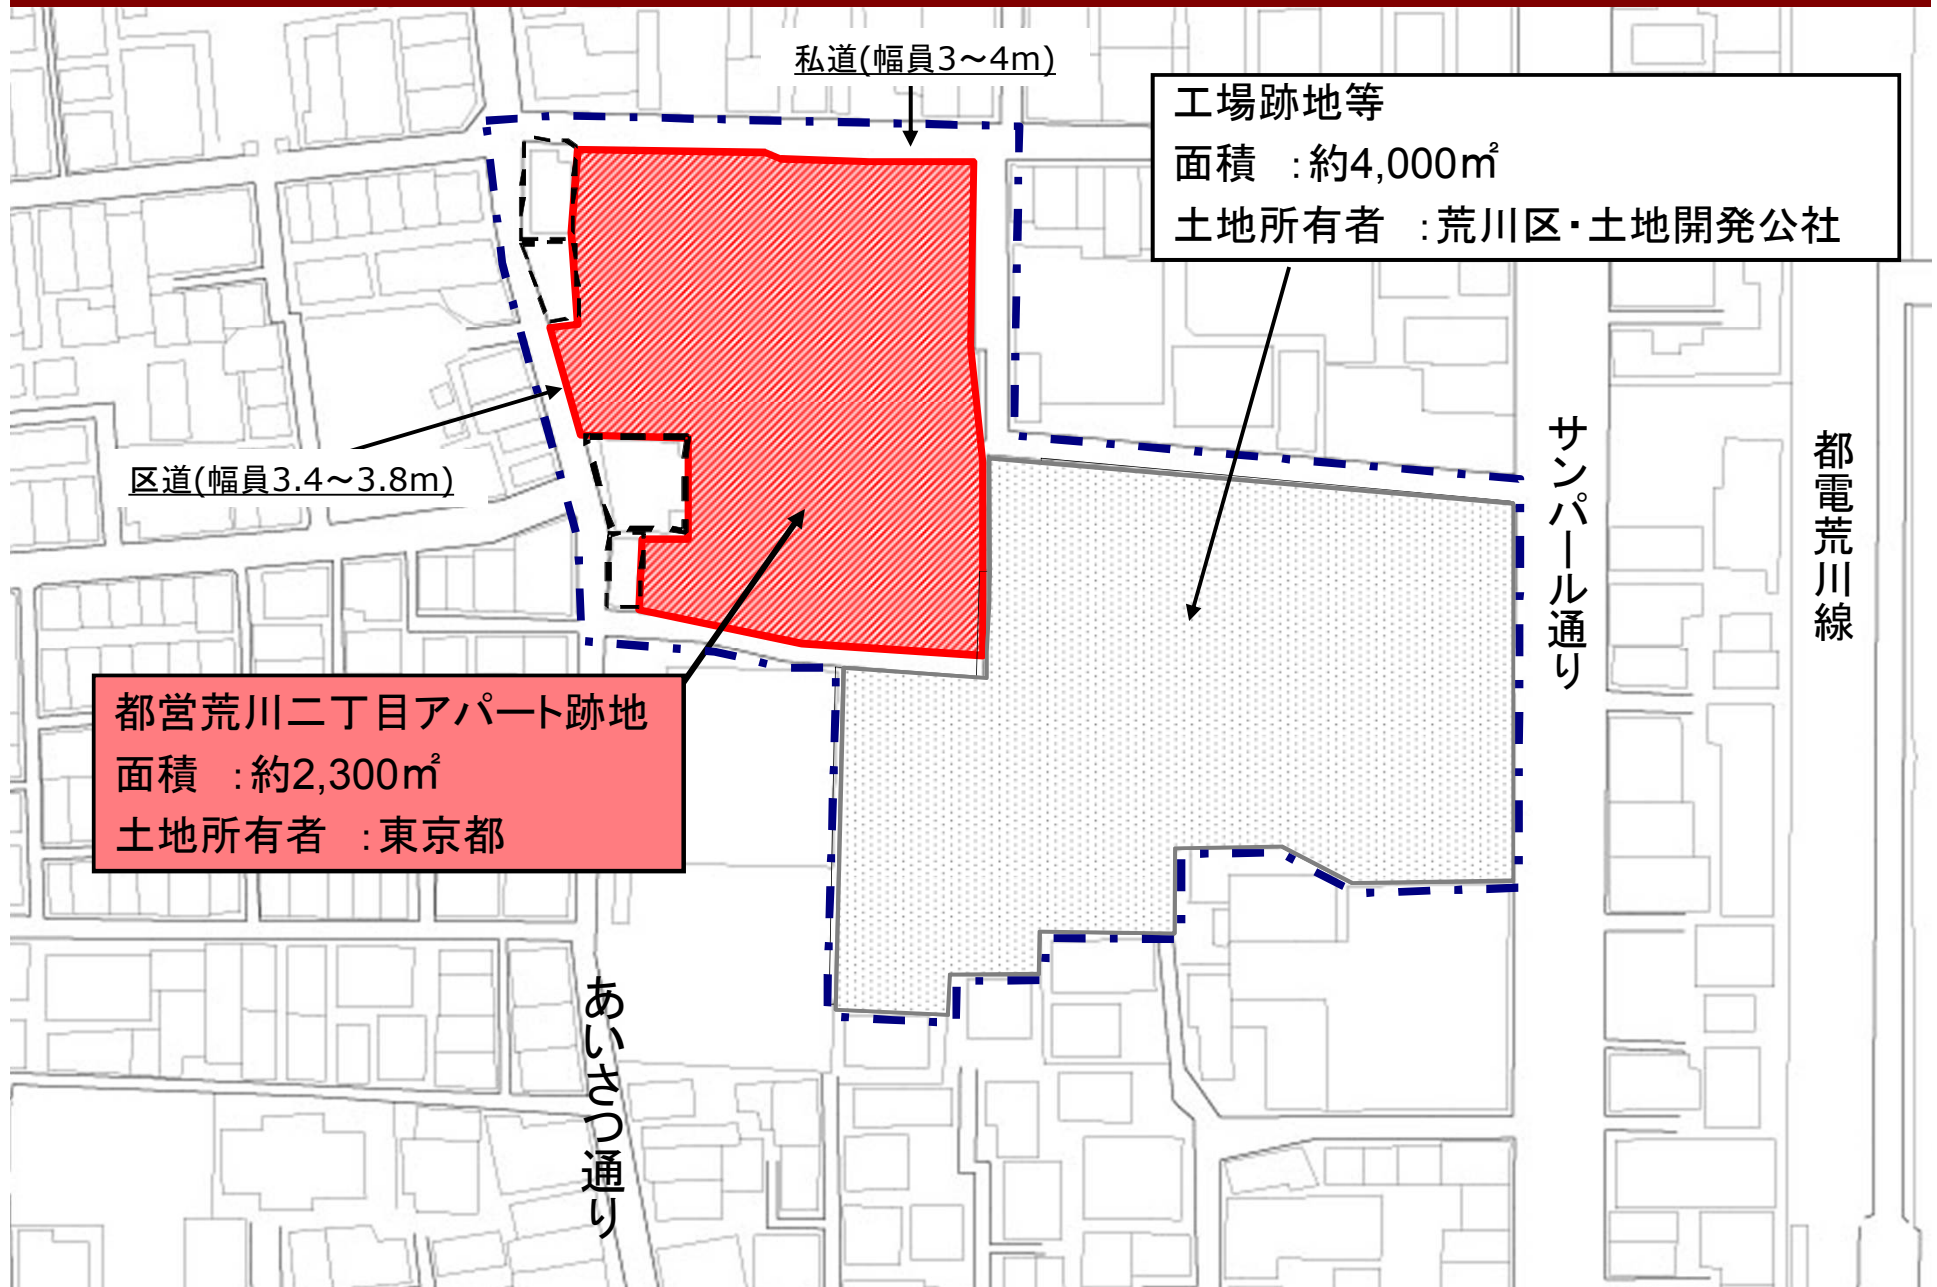 私道(幅員3～4m)
工場跡地等
面積　：約4,000㎡
土地所有者　：荒川区・土地開発公社
区道(幅員3.4～3.8m)
サンパール通り
都電荒川線
都営荒川二丁目アパート跡地
面積　：約2,300㎡
土地所有者　：東京都
あいさつ通り